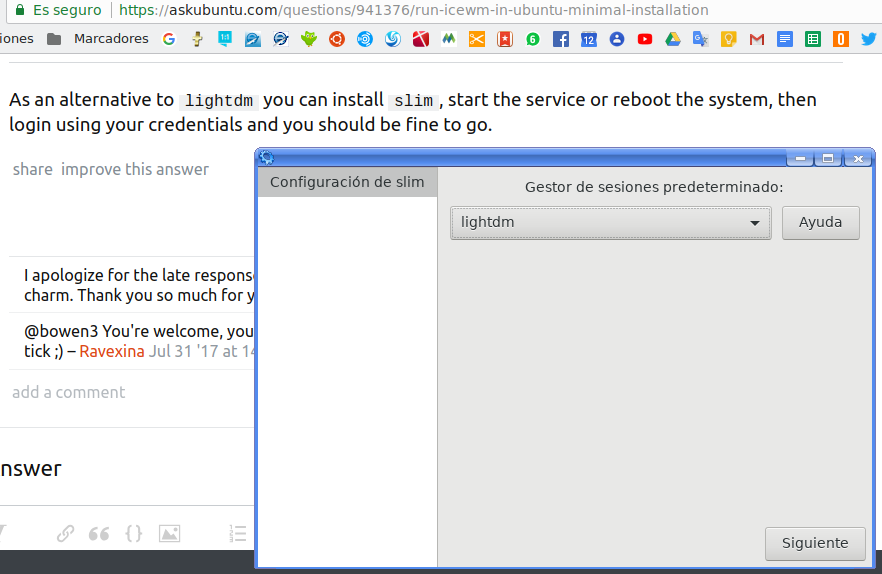 Es seguro https://askubuntu.com/questions/941376/run-icewm-in-ubuntu-minimal-installation
iones Marcadores
As an alternative to lightdm you can install slim, start the service or reboot the system, then
login using your credentials and you should be fine to go.
share improve this answer
I apologize for the late response
charm. Thank you so much for y
@bowen3 You're welcome, you
tick ;) – Ravexina Jul 31 '17 at 14
add a comment
nswer
Configuración de slim
Gestor de sesiones predeterminado:
lightdm
Ayuda
Siguiente